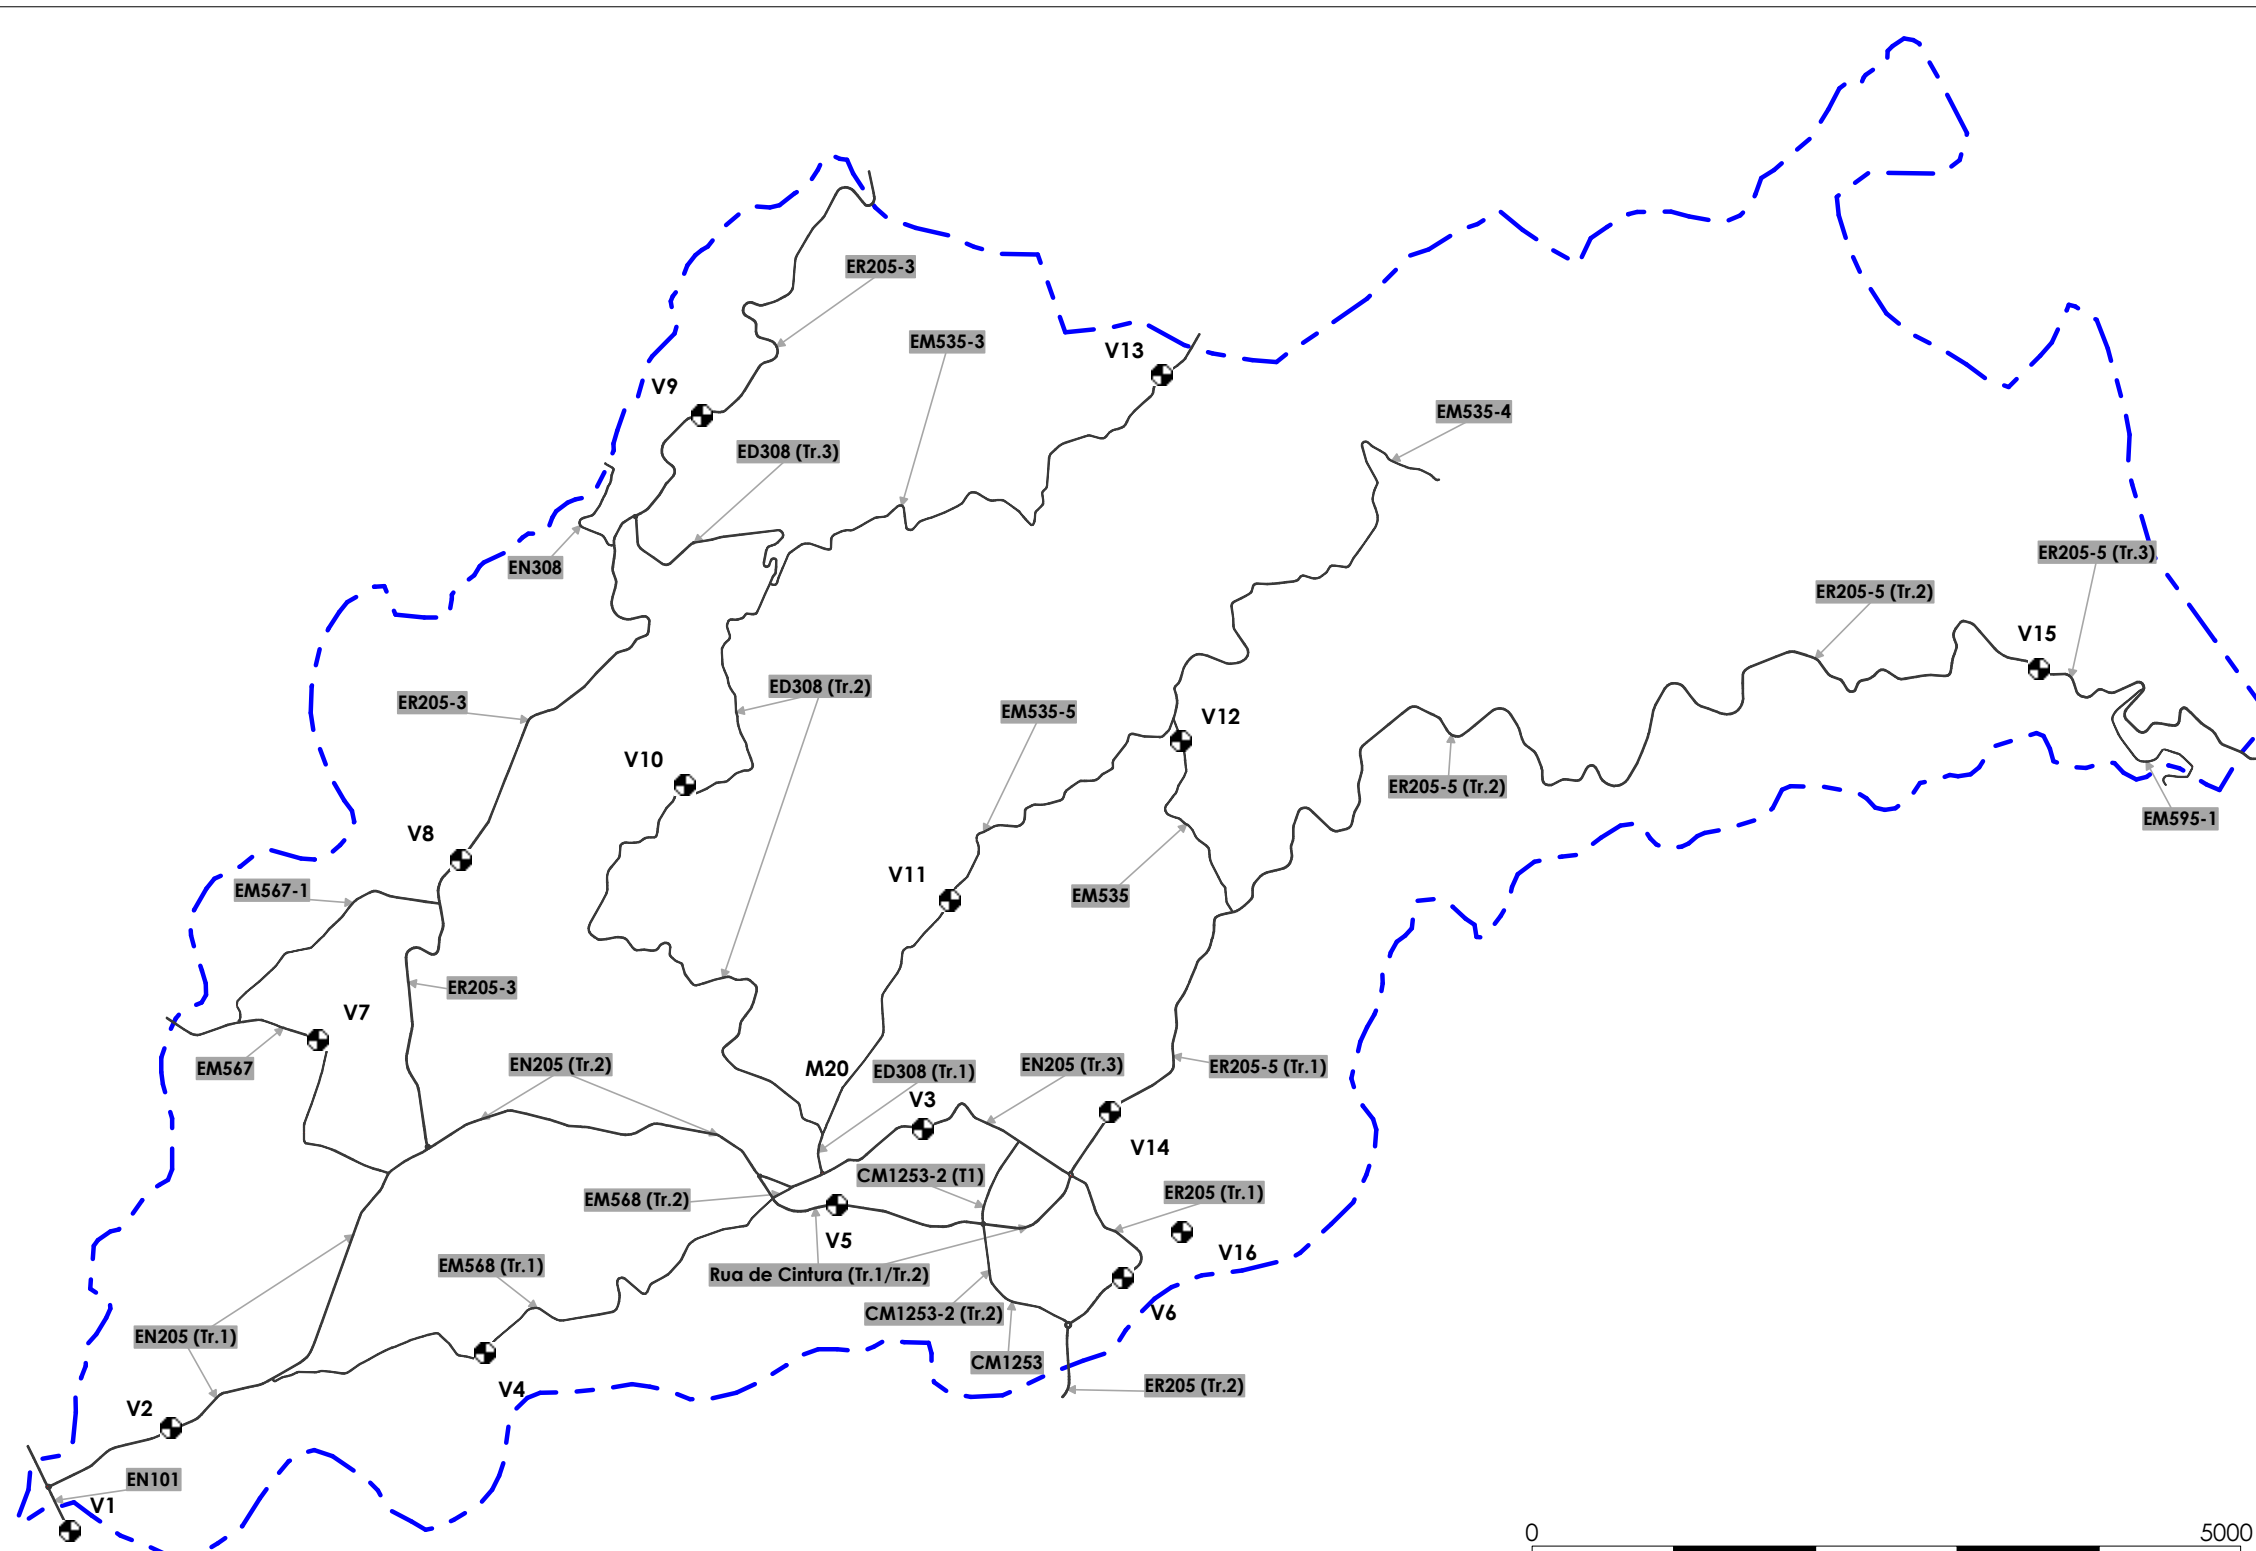 ER205-3
EM535-3
V13
V9
EM535-4
ED308 (Tr.3)
EN308
ER205-5 (Tr.3)
ER205-5 (Tr.2)
V15
ER205-3
ED308 (Tr.2)
EM535-5
V12
V10
ER205-5 (Tr.2)
EM595-1
V8
V11
EM567-1
EM535
ER205-3
V7
EM567
EN205 (Tr.2)
M20
ED308 (Tr.1)
EN205 (Tr.3)
ER205-5 (Tr.1)
V3
V14
CM1253-2 (T1)
EM568 (Tr.2)
ER205 (Tr.1)
V5
V16
EM568 (Tr.1)
Rua de Cintura (Tr.1/Tr.2)
CM1253-2 (Tr.2)
V6
EN205 (Tr.1)
CM1253
ER205 (Tr.2)
V4
V2
EN101
V1
0
5000